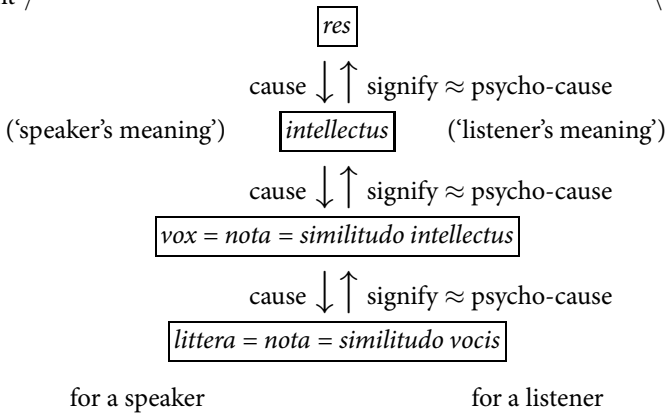 res
cause signify ≈ psycho-cause
(‘speaker’s meaning’) intellectus (‘listener’s meaning’)
cause signify ≈ psycho-cause
vox = nota = similitudo intellectus
cause signify ≈ psycho-cause
littera = nota = similitudo vocis
for a speaker for a listener